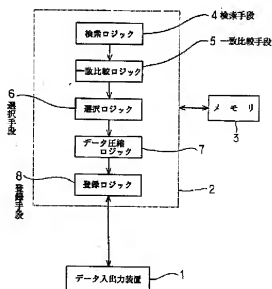 検索ロジック
4 検索手段
5 一致比較手段
一致比較ロジック
6
選択手段
選択ロジック
メモリ
3
データ圧縮
ロジック
7
8
登録手段
登録ロジック
2
データ入出力装置
1